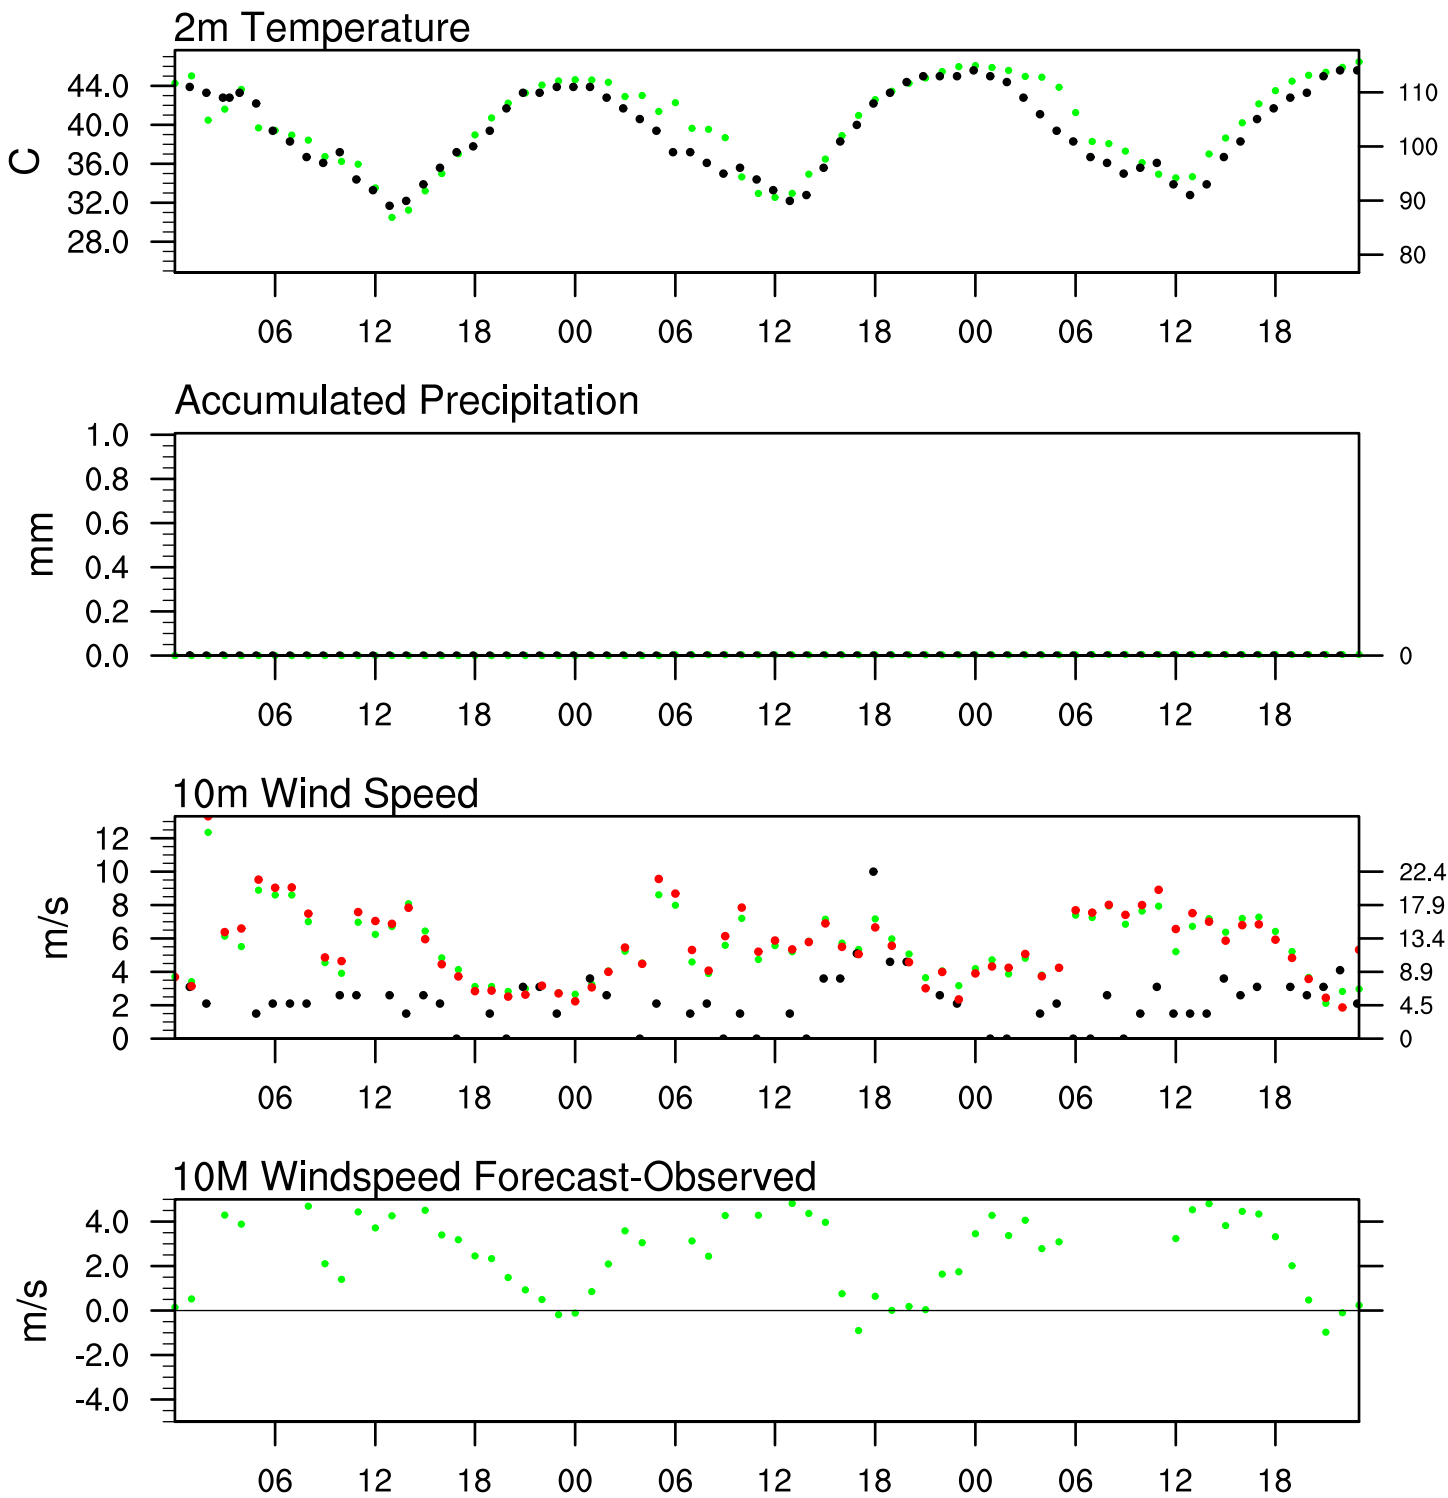 2m Temperature
44.0
40.0
36.0
32.0
28.0
C
110
100
90
80
06 12 18 00 06 12 18 00 06 12 18
Accumulated Precipitation
1.0
0.8
0.6
0.4
0.2
0.0
mm
0
06 12 18 00 06 12 18 00 06 12 18
10m Wind Speed
12
10
8
6
4
2
0
m/s
22.4
17.9
13.4
8.9
4.5
0
06 12 18 00 06 12 18 00 06 12 18
10M Windspeed Forecast-Observed
4.0
2.0
0.0
-2.0
-4.0
m/s
06 12 18 00 06 12 18 00 06 12 18